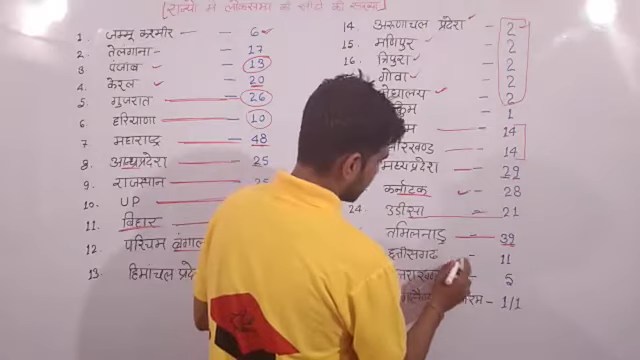 राज्यो में लोकसभा की सीटो की संख्या
1. जम्मू कश्मीर - 6
2. तेलगाना - 17
3. पंजाब - 13
4. केरल - 20
5. गुजरात - 26
6. हरियाणा - 10
7. महाराष्ट्र - 48
8. आन्ध्रप्रदेश - 25
9. राजस्थान - 25
10. UP
11. बिहार
12. पश्चिम बंगाल
13. हिमांचल प्रदे
14. अरूणाचल प्रदेश - 2
15. मणिपुर - 2
16. त्रिपुरा - 2
गोवा - 2
2
1
14
14
मध्यप्रदेश - 29
कर्नाटक - 28
24. उडीसा - 21
तमिलनाडु - 39
छत्तीसगढ - 11
5
1/1